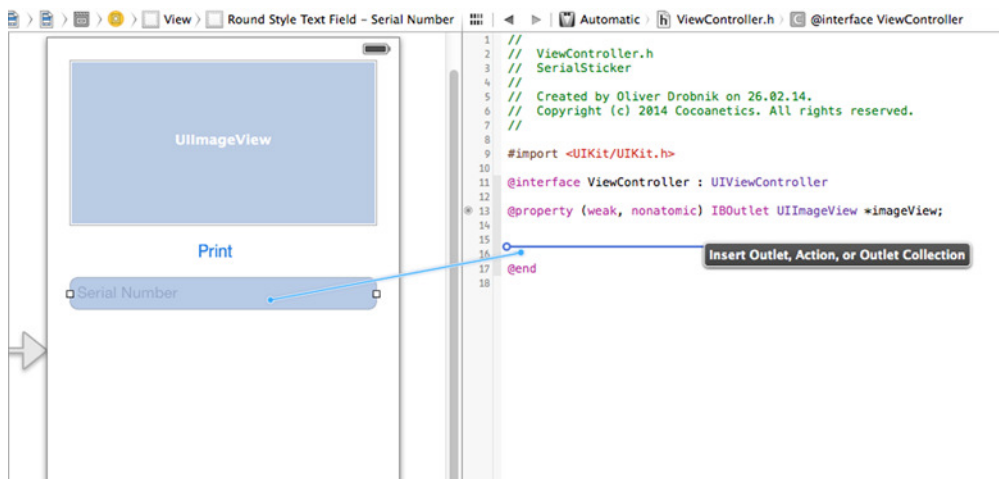 View Round Style Text Field – Serial Number Automatic ViewController.h @interface ViewController
UIImageView
Print
Serial Number
1 //
2 // ViewController.h
3 // SerialSticker
4 //
5 // Created by Oliver Drobnik on 26.02.14.
6 // Copyright (c) 2014 Cocoanetics. All rights reserved.
7 //
8
9 #import <UIKit/UIKit.h>
10
11 @interface ViewController : UIViewController
12
13 @property (weak, nonatomic) IBOutlet UIImageView *imageView;
14
15
Insert Outlet, Action, or Outlet Collection
16
17 @end
18